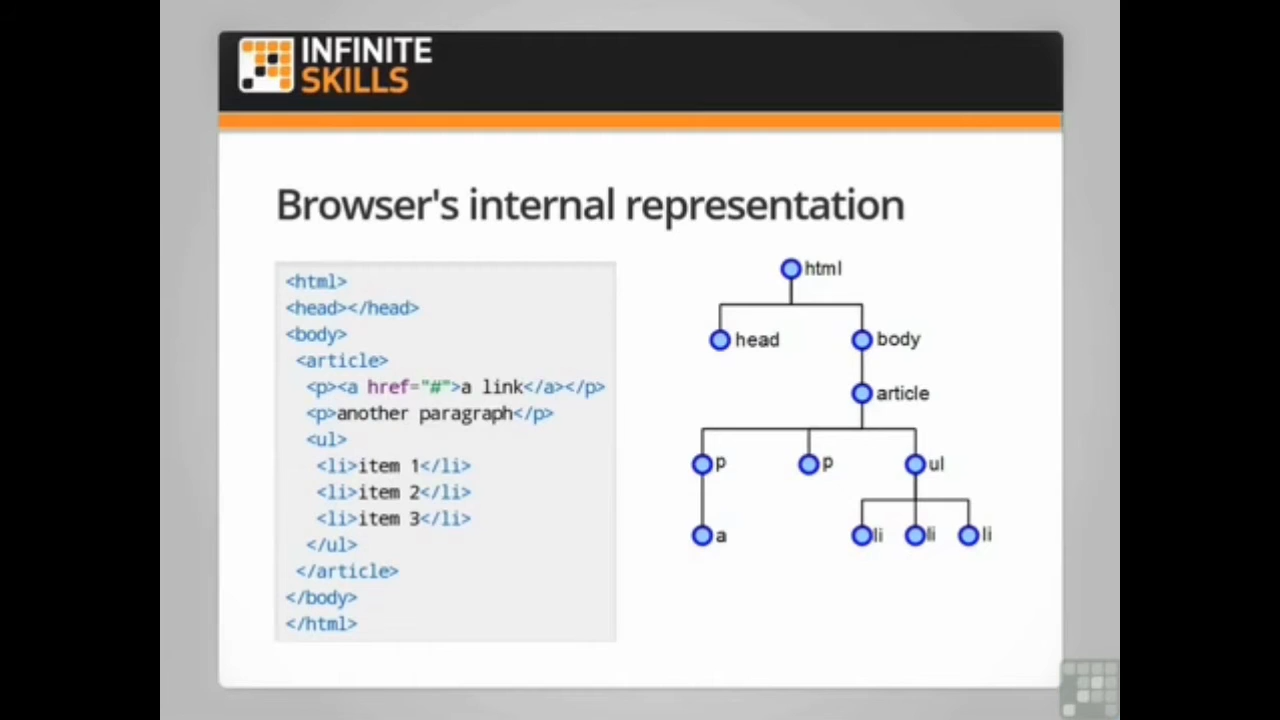 INFINITE
SKILLS
Browser's internal representation
<html>
<head></head>
<body>
<article>
<p><a href="#">a link</a></p>
<p>another paragraph</p>
<ul>
<li>item 1</li>
<li>item 2</li>
<li>item 3</li>
</ul>
</article>
</body>
</html>
html
head body
article
p p ul
a li li li